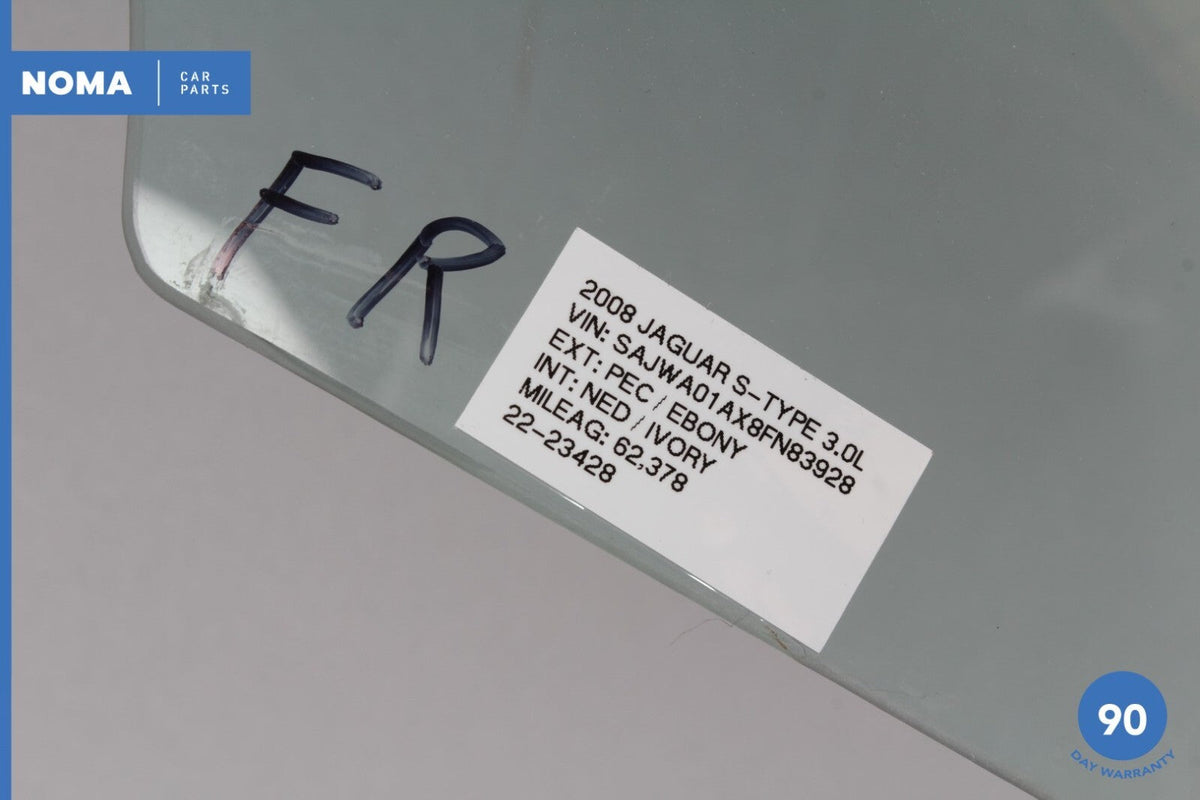 NOMA
CAR
PARTS
FR
2008 JAGUAR S-TYPE 3.0L
VIN: SAJWA01AX8FN83928
EXT: PEC / EBONY
INT: NED / IVORY
MILEAG: 62,378
22-23428
90
DAY WARRANTY